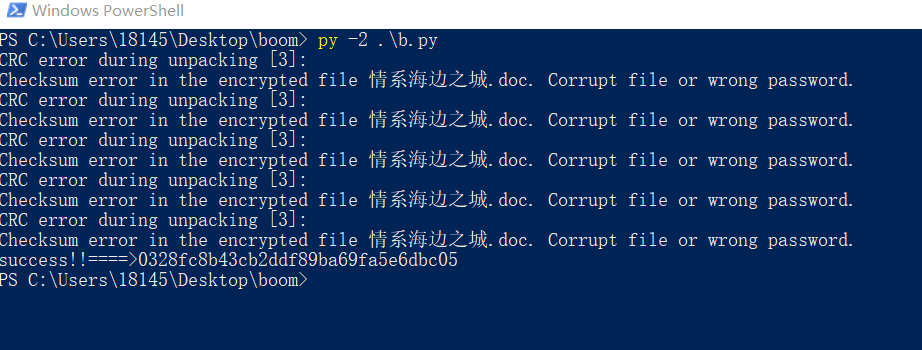 Windows PowerShell
PS C:\Users\18145\Desktop\boom> py -2 .\b.py
CRC error during unpacking [3]:
Checksum error in the encrypted file 情系海边之城.doc. Corrupt file or wrong password.
CRC error during unpacking [3]:
Checksum error in the encrypted file 情系海边之城.doc. Corrupt file or wrong password.
CRC error during unpacking [3]:
Checksum error in the encrypted file 情系海边之城.doc. Corrupt file or wrong password.
CRC error during unpacking [3]:
Checksum error in the encrypted file 情系海边之城.doc. Corrupt file or wrong password.
CRC error during unpacking [3]:
Checksum error in the encrypted file 情系海边之城.doc. Corrupt file or wrong password.
success!!====>0328fc8b43cb2ddf89ba69fa5e6dbc05
PS C:\Users\18145\Desktop\boom>